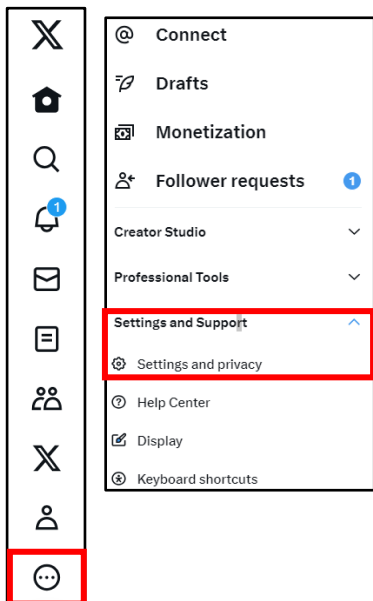 1
Connect
Drafts
Monetization
Follower requests 1
Creator Studio
Professional Tools
Settings and Support
Settings and privacy
Help Center
Display
Keyboard shortcuts